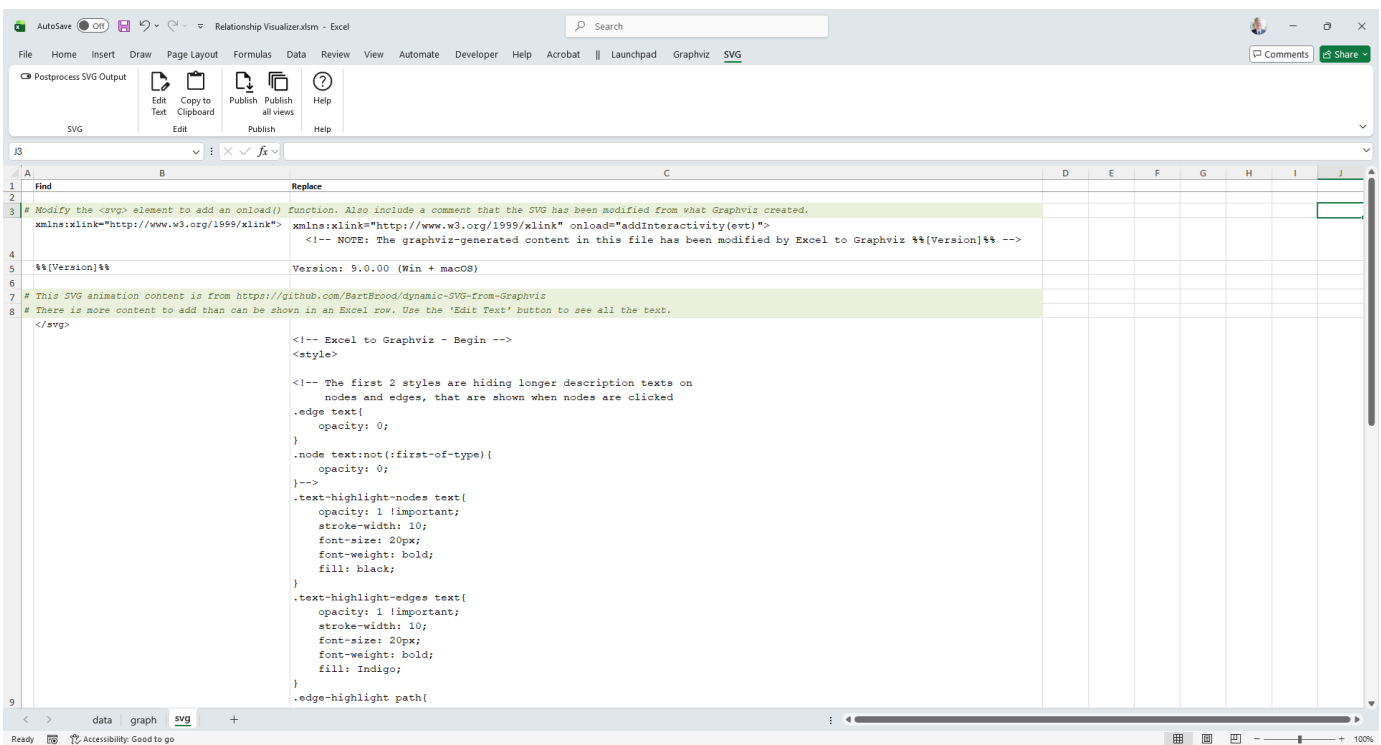 AutoSave Off Relationship Visualizer.xlsm - Excel Search
File Home Insert Draw Page Layout Formulas Data Review View Automate Developer Help Acrobat || Launchpad Graphviz SVG Comments Share
Postprocess SVG Output
Edit Text
Copy to Clipboard
Publish
Publish all views
Help
SVG Edit Publish Help
J3 fx
A B C D E F G H I J
1 Find Replace
2
3 # Modify the <svg> element to add an onload() function. Also include a comment that the SVG has been modified from what Graphviz created.
xmlns:xlink="http://www.w3.org/1999/xlink"> xmlns:xlink="http://www.w3.org/1999/xlink" onload="addInteractivity(evt)">
<!-- NOTE: The graphviz-generated content in this file has been modified by Excel to Graphviz %%[Version]%% -->
4
5 %%[Version]%% Version: 9.0.00 (Win + macOS)
6
7 # This SVG animation content is from https://github.com/BartBrood/dynamic-SVG-from-Graphviz
8 # There is more content to add than can be shown in an Excel row. Use the 'Edit Text' button to see all the text.
</svg>
<!-- Excel to Graphviz - Begin -->
<style>
<!-- The first 2 styles are hiding longer description texts on
nodes and edges, that are shown when nodes are clicked
.edge text{
opacity: 0;
}
.node text:not(:first-of-type){
opacity: 0;
}-->
.text-highlight-nodes text{
opacity: 1 !important;
stroke-width: 10;
font-size: 20px;
font-weight: bold;
fill: black;
}
.text-highlight-edges text{
opacity: 1 !important;
stroke-width: 10;
font-size: 20px;
font-weight: bold;
fill: Indigo;
}
9 .edge-highlight path{
data graph svg +
Ready Accessibility: Good to go 100%